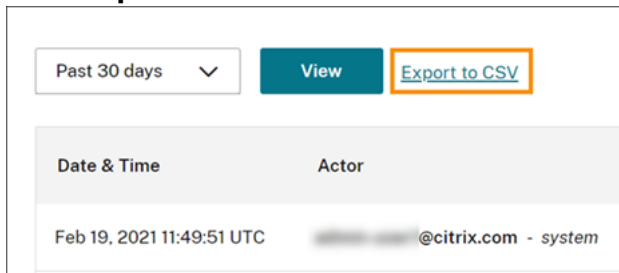 Past 30 days View Export to CSV
Date & Time Actor
Feb 19, 2021 11:49:51 UTC @citrix.com - system